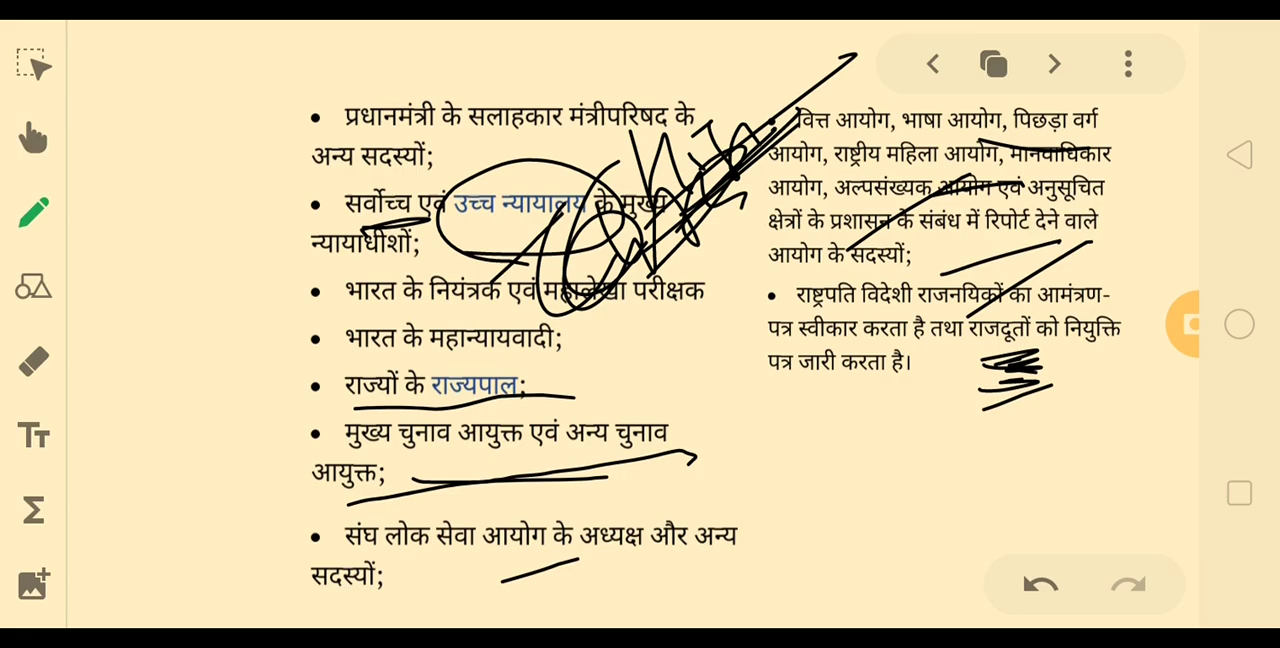 • प्रधानमंत्री के सलाहकार मंत्रीपरिषद के
अन्य सदस्यों;
• सर्वोच्च एवं उच्च न्यायालय के मुख्य
न्यायाधीशों;
• भारत के नियंत्रक एवं महालेखा परीक्षक
• भारत के महान्यायवादी;
• राज्यों के राज्यपाल;
• मुख्य चुनाव आयुक्त एवं अन्य चुनाव
आयुक्त;
• संघ लोक सेवा आयोग के अध्यक्ष और अन्य
सदस्यों;
• वित्त आयोग, भाषा आयोग, पिछड़ा वर्ग
आयोग, राष्ट्रीय महिला आयोग, मानवाधिकार
आयोग, अल्पसंख्यक आयोग एवं अनुसूचित
क्षेत्रों के प्रशासन के संबंध में रिपोर्ट देने वाले
आयोग के सदस्यों;
• राष्ट्रपति विदेशी राजनयिकों का आमंत्रण-
पत्र स्वीकार करता है तथा राजदूतों को नियुक्ति
पत्र जारी करता है।